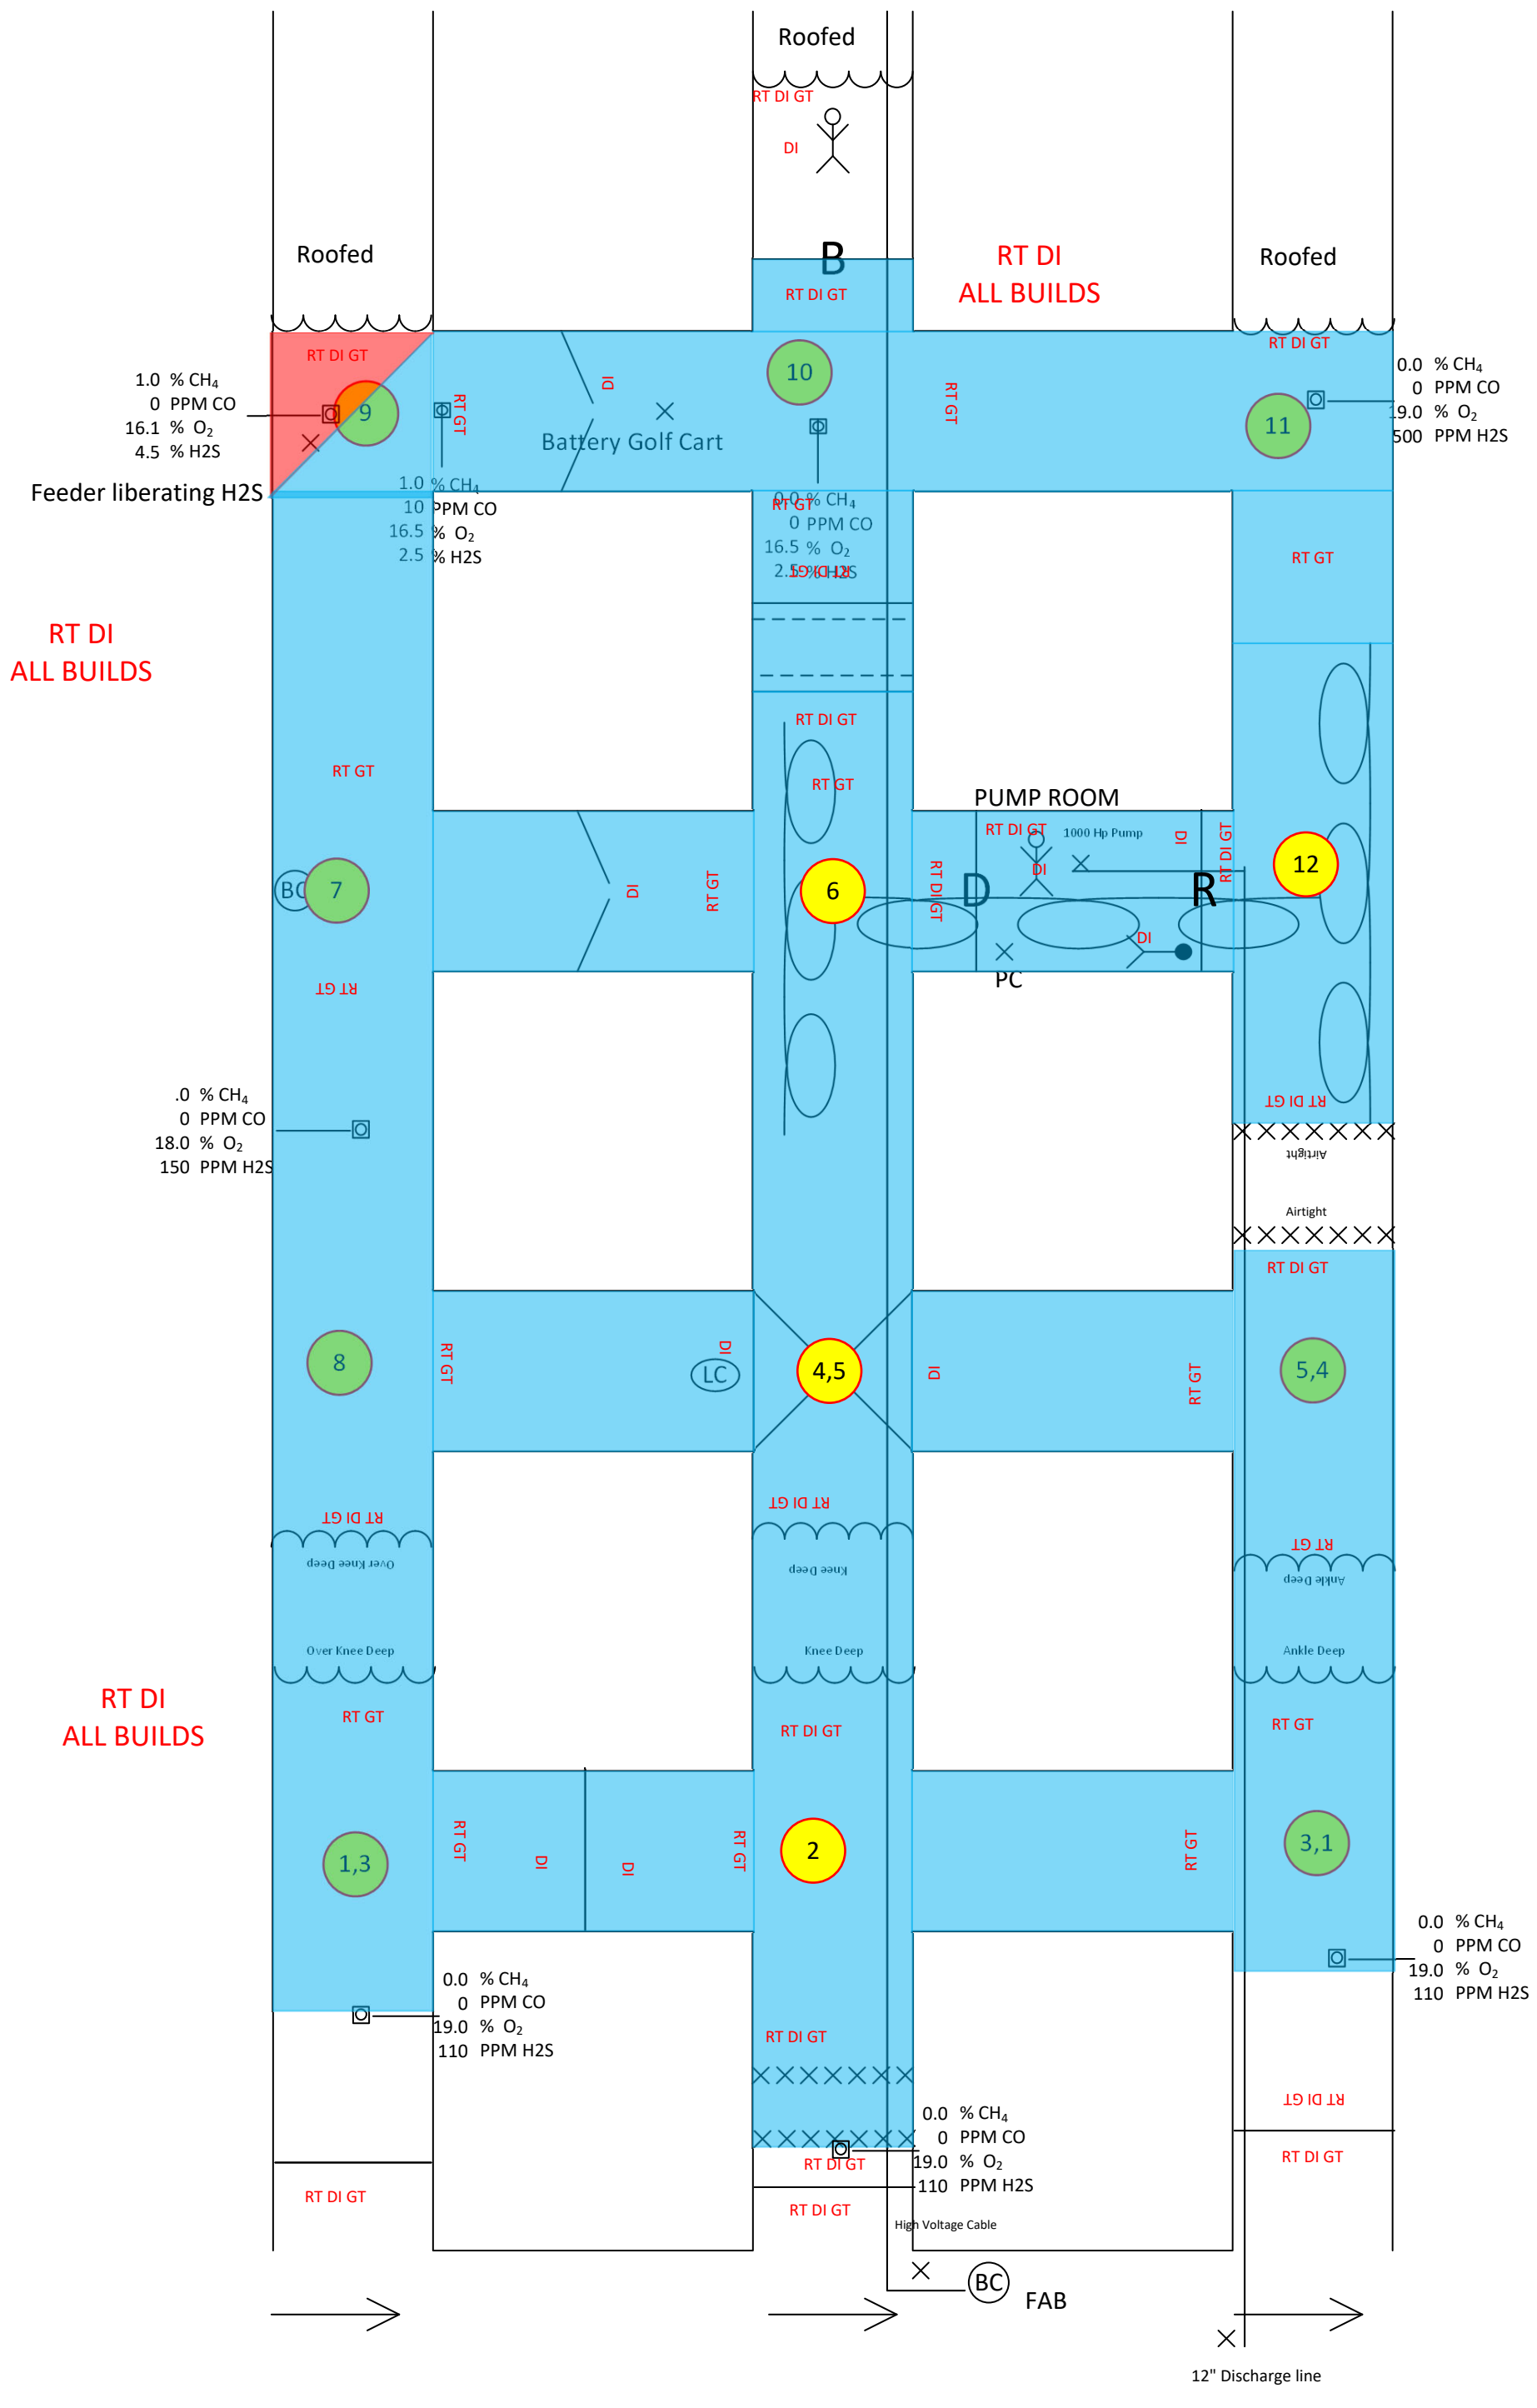 Roofed
RT DI GT
DI
Roofed
B
RT DI
ALL BUILDS
Roofed
RT DI GT
RT DI GT
RT DI GT
1.0 % CH₄
0 PPM CO
16.1 % O₂
4.5 % H2S
9
RT GT
DI
10
RT GT
11
0.0 % CH₄
0 PPM CO
19.0 % O₂
500 PPM H2S
Battery Golf Cart
Feeder liberating H2S
1.0 % CH₄
10 PPM CO
16.5 % O₂
2.5 % H2S
RT GT
0.0 % CH₄
0 PPM CO
16.5 % O₂
2.5 % H2S
RT DI GT
RT GT
RT DI
ALL BUILDS
RT DI GT
RT GT
RT GT
PUMP ROOM
RT DI GT
1000 Hp Pump
DI
RT DI GT
12
BC
7
DI
RT GT
6
RT DI GT
D
DI
R
DI
PC
RT GT
.0 % CH₄
0 PPM CO
18.0 % O₂
150 PPM H2S
RT DI GT
Airtight
Airtight
RT DI GT
8
RT GT
DI
LC
4,5
DI
RT GT
5,4
RT DI GT
RT DI GT
RT GT
Over Knee Deep
Knee Deep
Ankle Deep
Over Knee Deep
Knee Deep
Ankle Deep
RT DI
ALL BUILDS
RT GT
RT DI GT
RT GT
1,3
RT GT
DI
DI
RT GT
2
RT GT
3,1
0.0 % CH₄
0 PPM CO
19.0 % O₂
110 PPM H2S
0.0 % CH₄
0 PPM CO
19.0 % O₂
110 PPM H2S
RT DI GT
RT DI GT
0.0 % CH₄
0 PPM CO
19.0 % O₂
110 PPM H2S
RT DI GT
RT DI GT
RT DI GT
RT DI GT
High Voltage Cable
BC
FAB
12" Discharge line